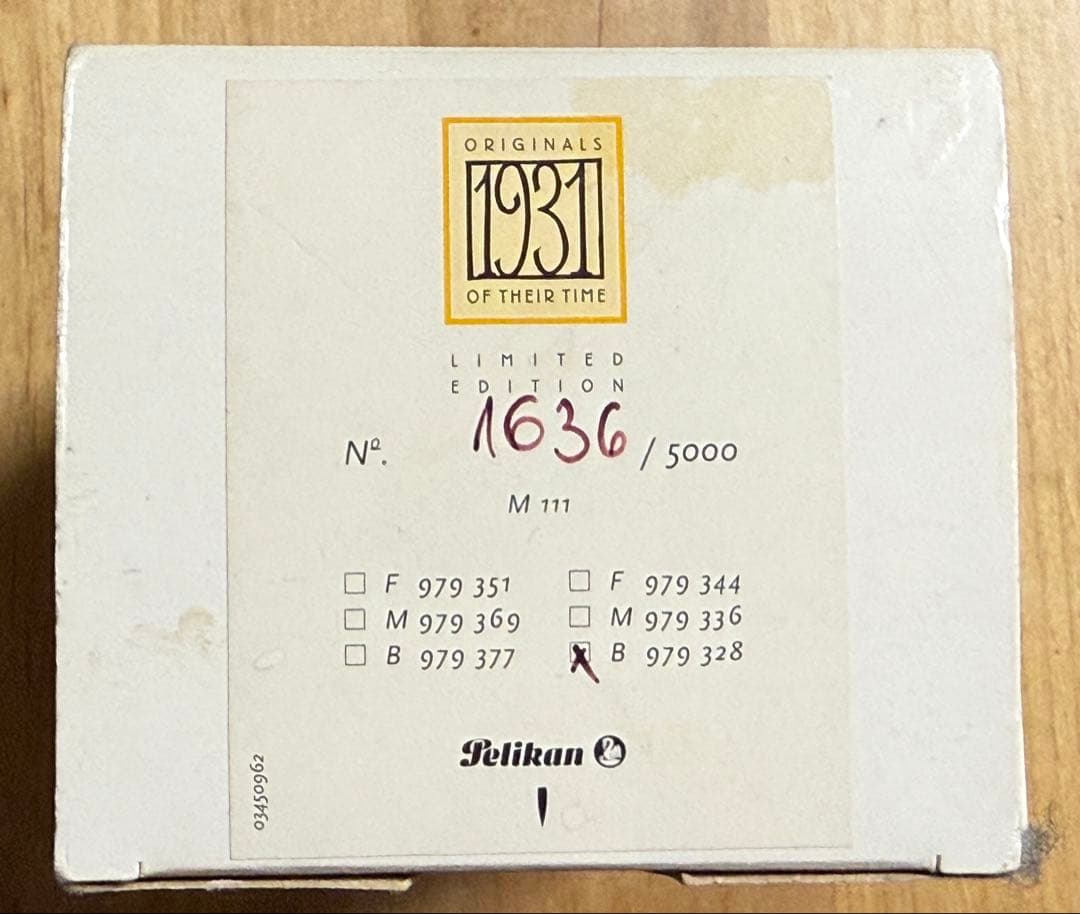 ORIGINALS
1931
OF THEIR TIME
LIMITED
EDITION
Nº. 1636 / 5000
M 111
F 979 351 F 979 344
M 979 369 M 979 336
B 979 377 X B 979 328
Pelikan
03450962